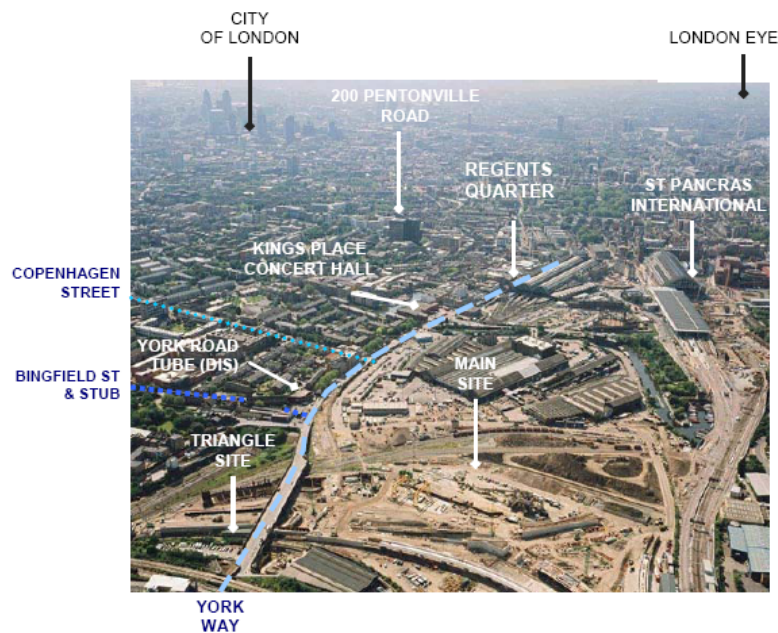 CITY
OF LONDON
LONDON EYE
200 PENTONVILLE
ROAD
REGENTS
QUARTER
ST PANCRAS
INTERNATIONAL
KINGS PLACE
CONCERT HALL
COPENHAGEN
STREET
YORK ROAD
TUBE (DIS)
MAIN
SITE
BINGFIELD ST
& STUB
TRIANGLE
SITE
YORK
WAY